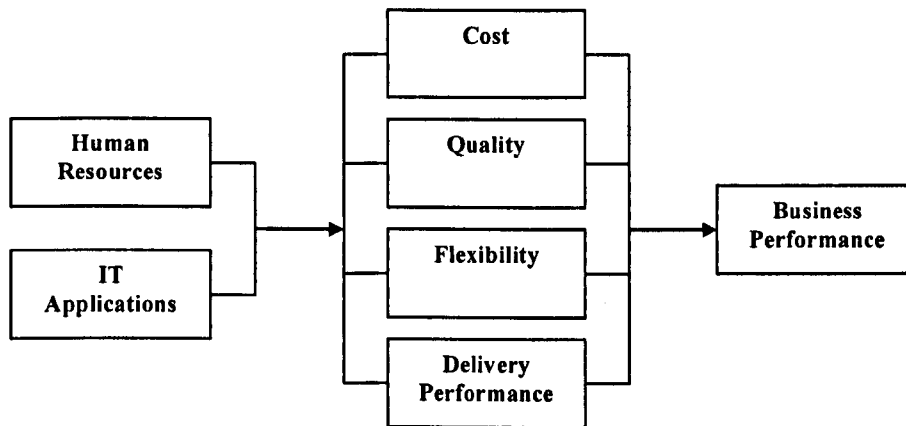 Human
Resources
IT
Applications
Cost
Quality
Flexibility
Delivery
Performance
Business
Performance